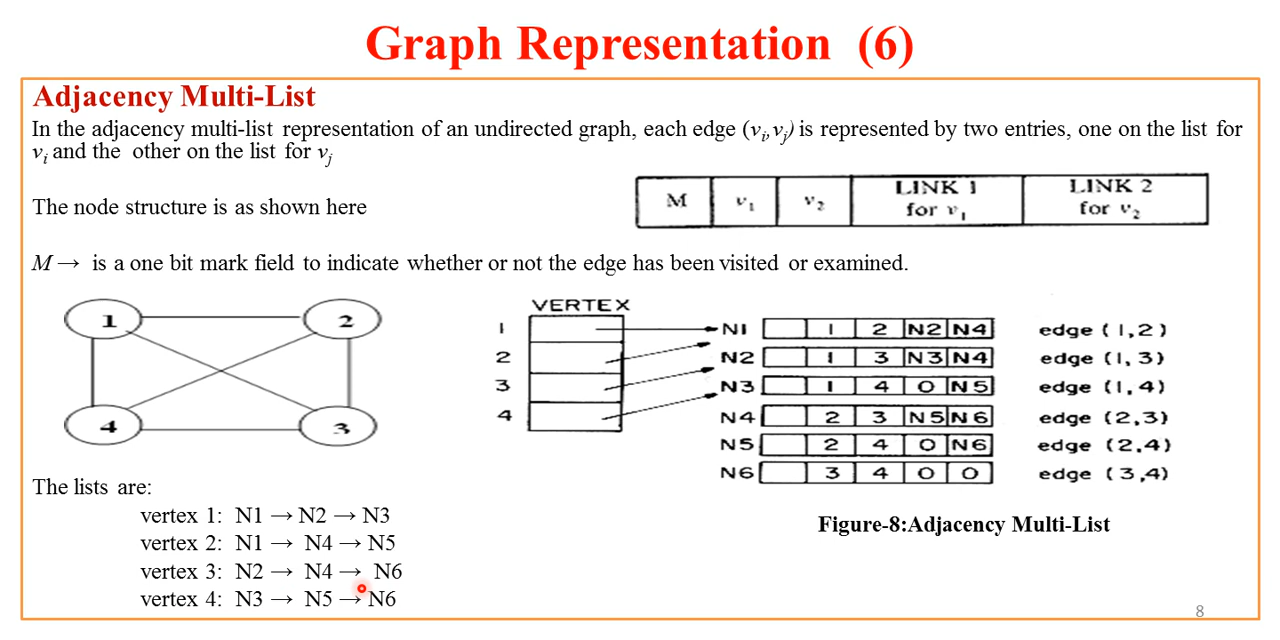 Graph Representation (6)
Adjacency Multi-List
In the adjacency multi-list representation of an undirected graph, each edge (vi,vj) is represented by two entries, one on the list for
vi and the other on the list for vj
The node structure is as shown here
M v1 v2 LINK 1 for v1 LINK 2 for v2
M → is a one bit mark field to indicate whether or not the edge has been visited or examined.
1 2
4 3
VERTEX
1 N1 1 2 N2 N4 edge (1,2)
2 N2 1 3 N3 N4 edge (1,3)
3 N3 1 4 0 N5 edge (1,4)
4 N4 2 3 N5 N6 edge (2,3)
N5 2 4 0 N6 edge (2,4)
N6 3 4 0 0 edge (3,4)
Figure-8:Adjacency Multi-List
The lists are:
vertex 1: N1 → N2 → N3
vertex 2: N1 → N4 → N5
vertex 3: N2 → N4 → N6
vertex 4: N3 → N5 → N6
8